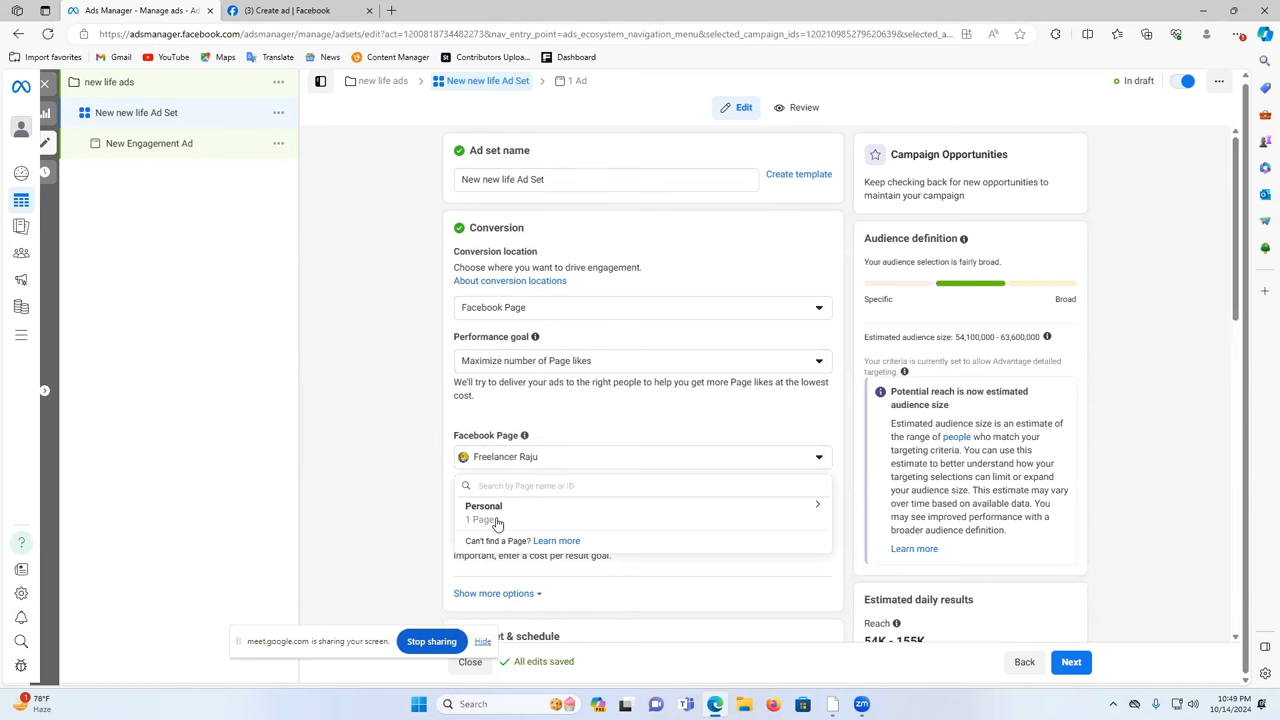 Ads Manager - Manage ads - Ad
(3) Create ad | Facebook
https://adsmanager.facebook.com/adsmanager/manage/adsets/edit?act=1200818734482273&nav_entry_point=ads_ecosystem_navigation_menu&selected_campaign_ids=120210985279620639&selected_a...
Import favorites
Gmail
YouTube
Maps
Translate
News
Google AdSense
Contributors Uplo...
Dashboard
new life ads
New new life Ad Set
New Engagement Ad
new life ads
New new life Ad Set
1 Ad
In draft
Edit
Review
Ad set name
New new life Ad Set
Create template
Conversion
Conversion location
Choose where you want to drive engagement.
About conversion locations
Facebook Page
Performance goal
Maximize number of Page likes
We'll try to deliver your ads to the right people to help you get more Page likes at the lowest
cost.
Facebook Page
Freelancer Raju
Search by Page name or ID
Personal
1 Page
Can't find a Page? Learn more
important, enter a cost per result goal.
Show more options
t & schedule
Campaign Opportunities
Keep checking back for new opportunities to
maintain your campaign
Audience definition
Your audience selection is fairly broad.
Specific
Broad
Estimated audience size: 54,100,000 - 63,600,000
Your criteria is currently set to allow Advantage detailed
targeting.
Potential reach is now estimated
audience size
Estimated audience size is an estimate of
the range of people who match your
targeting criteria. You can use this
estimate to better understand how your
targeting selections can limit or expand
your audience size. This estimate may vary
over time based on available data. You
may see improved performance with a
broader audience definition.
Learn more
Estimated daily results
Reach
54K - 155K
meet.google.com is sharing your screen.
Stop sharing
Hide
Close
All edits saved
Back
Next
1
78°F
Haze
Search
10:49 PM
10/14/2024